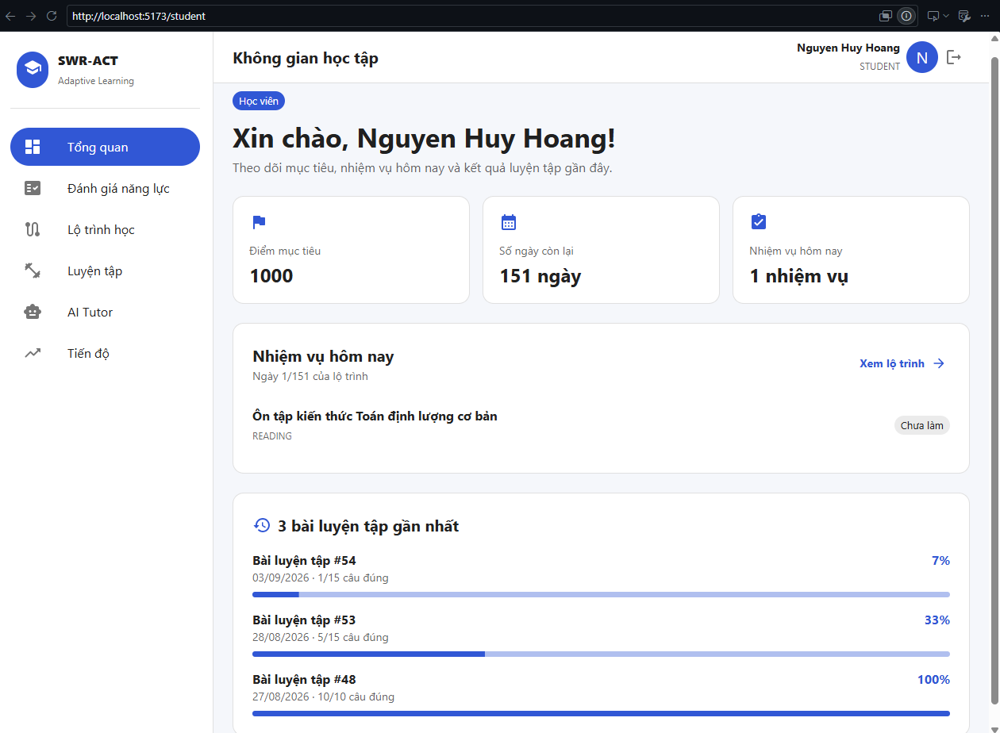 http://localhost:5173/student
SWR-ACT
Adaptive Learning
Tổng quan
Đánh giá năng lực
Lộ trình học
Luyện tập
AI Tutor
Tiến độ
Không gian học tập
Nguyen Huy Hoang
STUDENT
N
Học viên
Xin chào, Nguyen Huy Hoang!
Theo dõi mục tiêu, nhiệm vụ hôm nay và kết quả luyện tập gần đây.
Điểm mục tiêu
1000
Số ngày còn lại
151 ngày
Nhiệm vụ hôm nay
1 nhiệm vụ
Nhiệm vụ hôm nay
Ngày 1/151 của lộ trình
Xem lộ trình
Ôn tập kiến thức Toán định lượng cơ bản
READING
Chưa làm
3 bài luyện tập gần nhất
Bài luyện tập #54
7%
03/09/2026 · 1/15 câu đúng
Bài luyện tập #53
33%
28/08/2026 · 5/15 câu đúng
Bài luyện tập #48
100%
27/08/2026 · 10/10 câu đúng